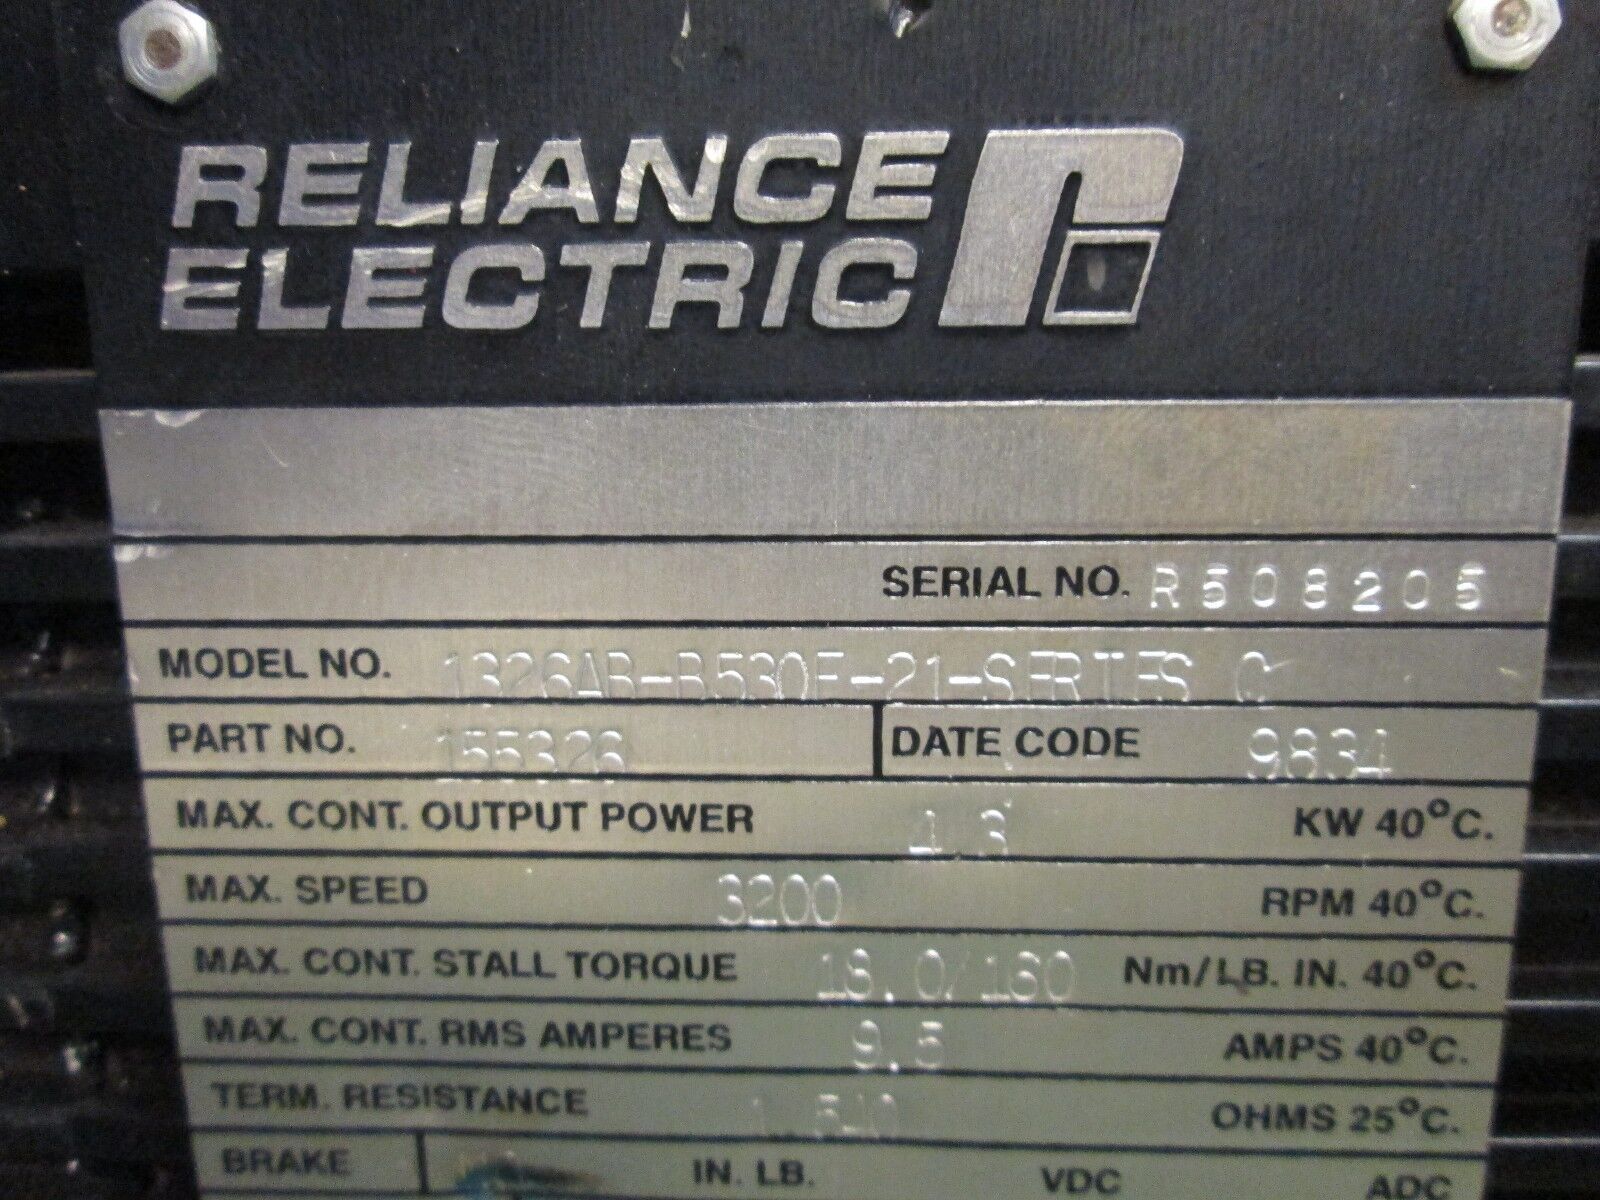 RELIANCE
ELECTRIC
SERIAL NO. R508205
MODEL NO. 1326AB-B530E-21-SERIES C
PART NO. 155326 DATE CODE 9834
MAX. CONT. OUTPUT POWER 4.3 KW 40°C.
MAX. SPEED 3200 RPM 40°C.
MAX. CONT. STALL TORQUE 18.0/160 Nm/LB. IN. 40°C.
MAX. CONT. RMS AMPERES 9.5 AMPS 40°C.
TERM. RESISTANCE 1.540 OHMS 25°C.
BRAKE IN. LB. VDC ADC